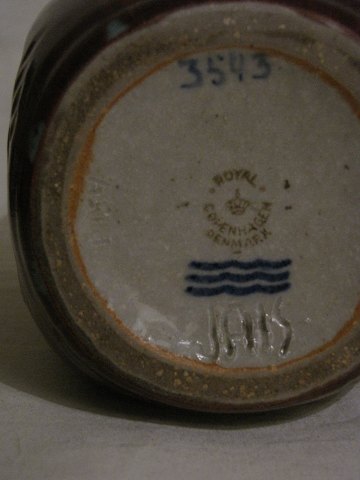 3543
ROYAL
COPENHAGEN
DENMARK